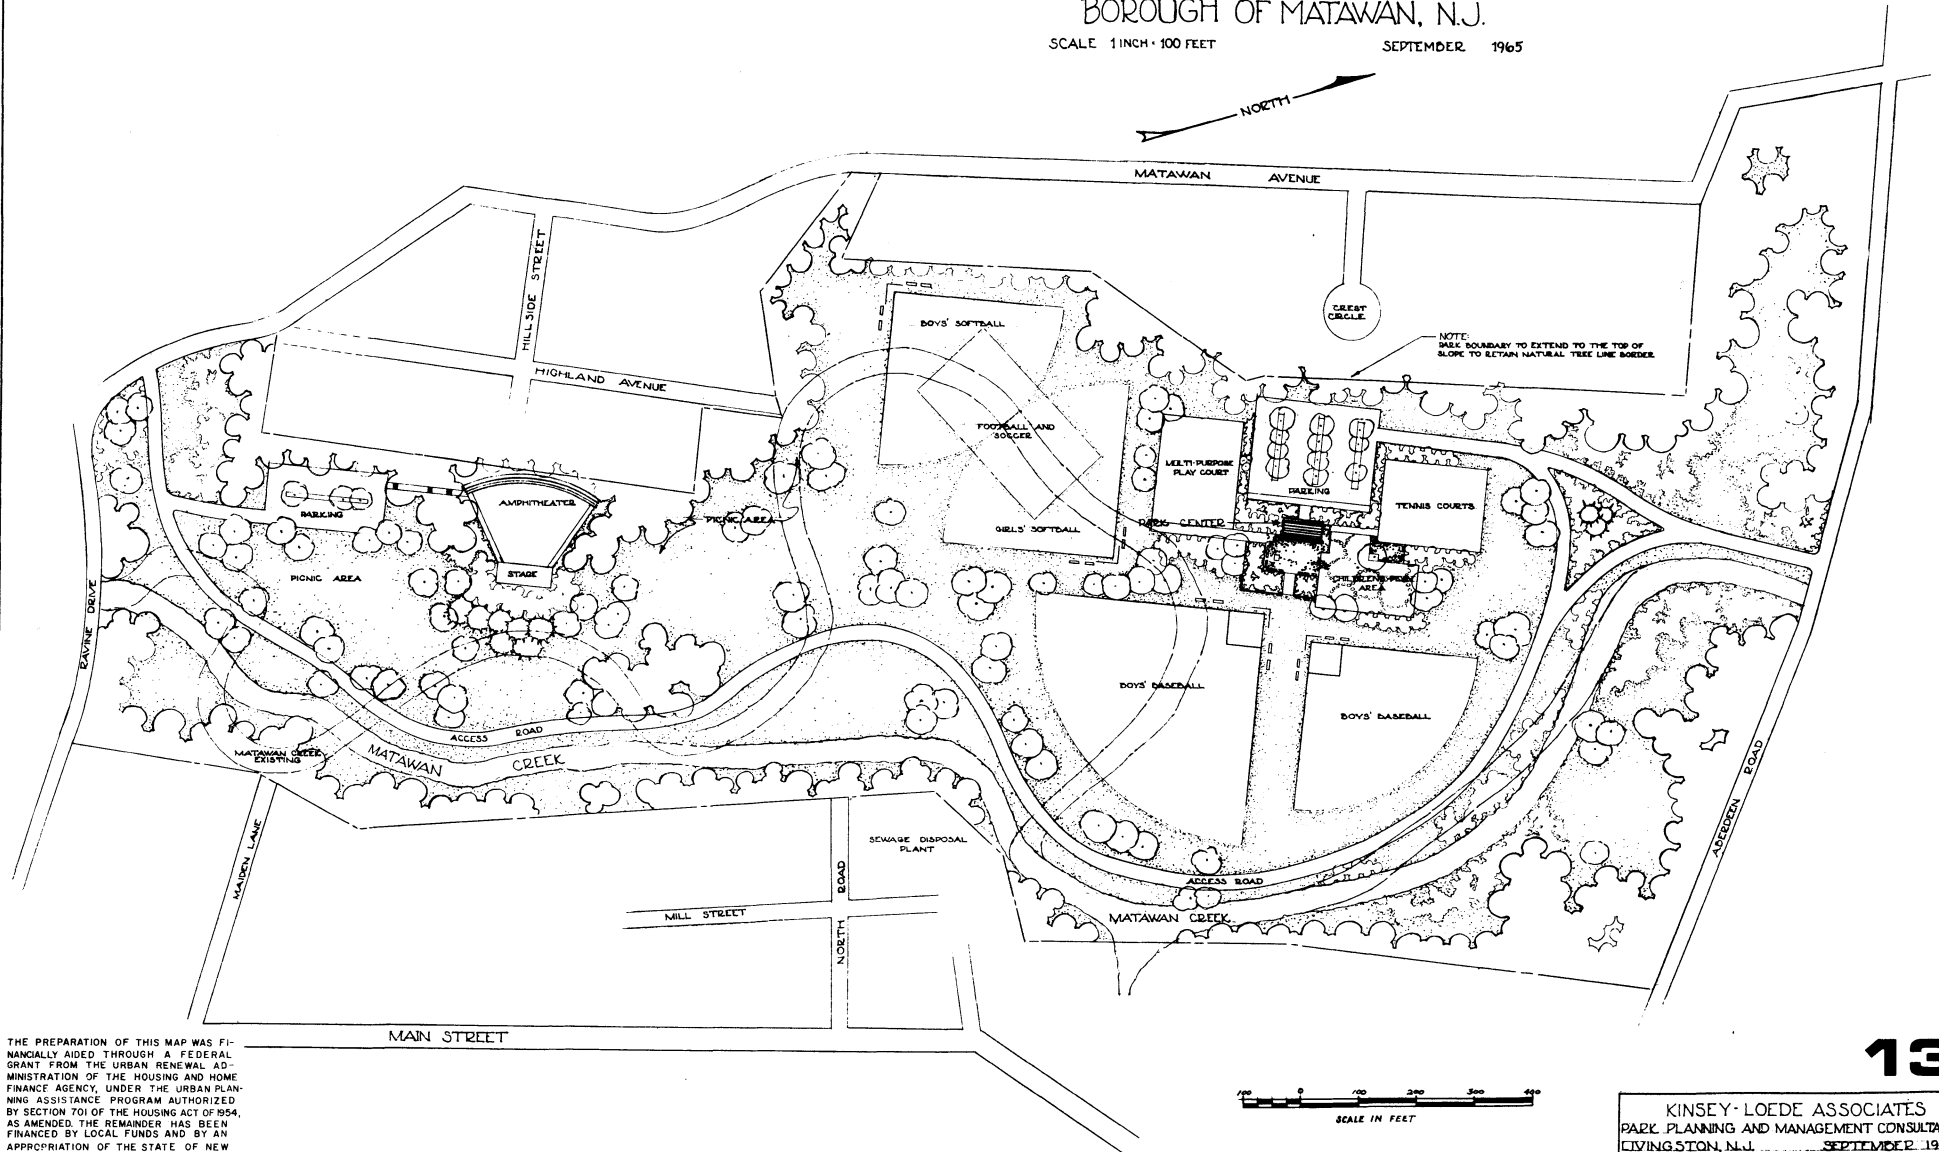 BOROUGH OF MATAWAN, N.J.
SCALE 1 INCH = 100 FEET
SEPTEMBER 1965
NORTH
MATAWAN AVENUE
HILLSIDE STREET
HIGHLAND AVENUE
CREST
CIRCLE
NOTE:
PARK BOUNDARY TO EXTEND TO THE TOP OF
SLOPE TO RETAIN NATURAL TREE LINE BORDER
BOYS' SOFTBALL
FOOTBALL AND
SOCCER
GIRLS' SOFTBALL
MULTI-PURPOSE
PLAY COURT
PARKING
TENNIS COURTS
PARK CENTER
CHILDREN'S PLAY
AREA
PARKING
AMPHITHEATER
STAGE
PICNIC AREA
PICNIC AREA
RAVINE DRIVE
BOYS' BASEBALL
BOYS' BASEBALL
ACCESS ROAD
MATAWAN CREEK
MATAWAN CREEK
EXISTING
MAIDEN LANE
SEWAGE DISPOSAL
PLANT
MILL STREET
NORTH ROAD
ACCESS ROAD
MATAWAN CREEK
ABERDEEN ROAD
MAIN STREET
THE PREPARATION OF THIS MAP WAS FI-
NANCIALLY AIDED THROUGH A FEDERAL
GRANT FROM THE URBAN RENEWAL AD-
MINISTRATION OF THE HOUSING AND HOME
FINANCE AGENCY, UNDER THE URBAN PLAN-
NING ASSISTANCE PROGRAM AUTHORIZED
BY SECTION 701 OF THE HOUSING ACT OF 1954,
AS AMENDED. THE REMAINDER HAS BEEN
FINANCED BY LOCAL FUNDS AND BY AN
APPROPRIATION OF THE STATE OF NEW
100 0 100 200 300 400
SCALE IN FEET
13
KINSEY-LOEDE ASSOCIATES
PARK PLANNING AND MANAGEMENT CONSULTA
LIVINGSTON, N.J. SEPTEMBER 19